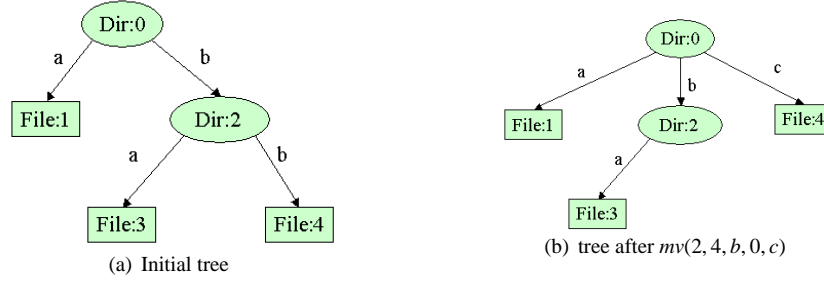 Dir:0
a
b
File:1
Dir:2
a
b
File:3
File:4
(a) Initial tree
Dir:0
a
b
c
File:1
Dir:2
File:4
a
File:3
(b) tree after mv(2, 4, b, 0, c)